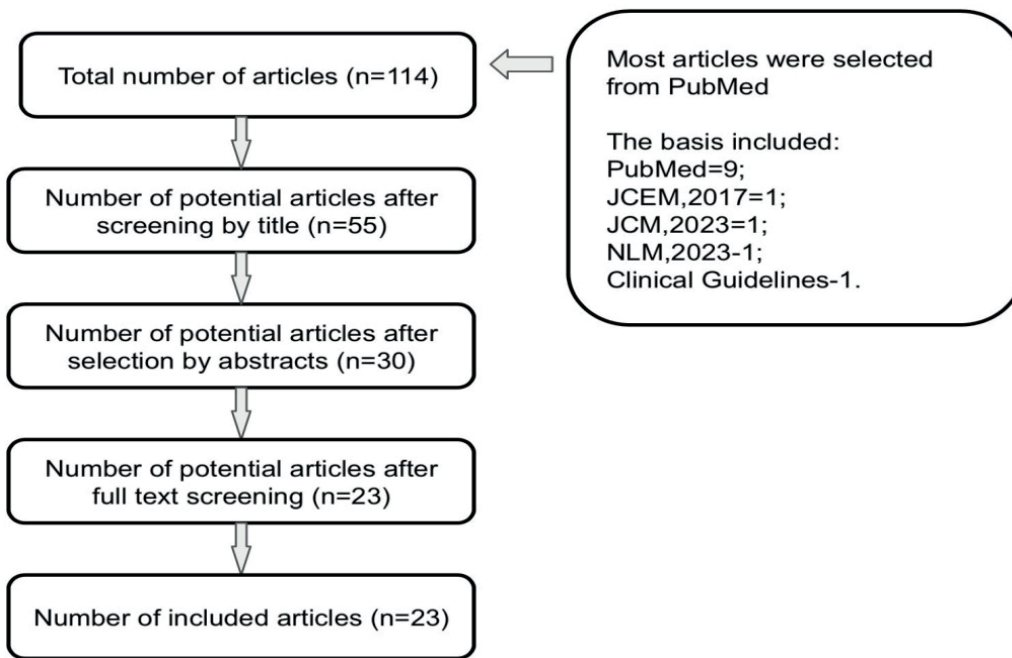 Total number of articles (n=114)
Number of potential articles after
screening by title (n=55)
Number of potential articles after
selection by abstracts (n=30)
Number of potential articles after
full text screening (n=23)
Number of included articles (n=23)
Most articles were selected
from PubMed
The basis included:
PubMed=9;
JCEM,2017=1;
JCM,2023=1;
NLM,2023-1;
Clinical Guidelines-1.